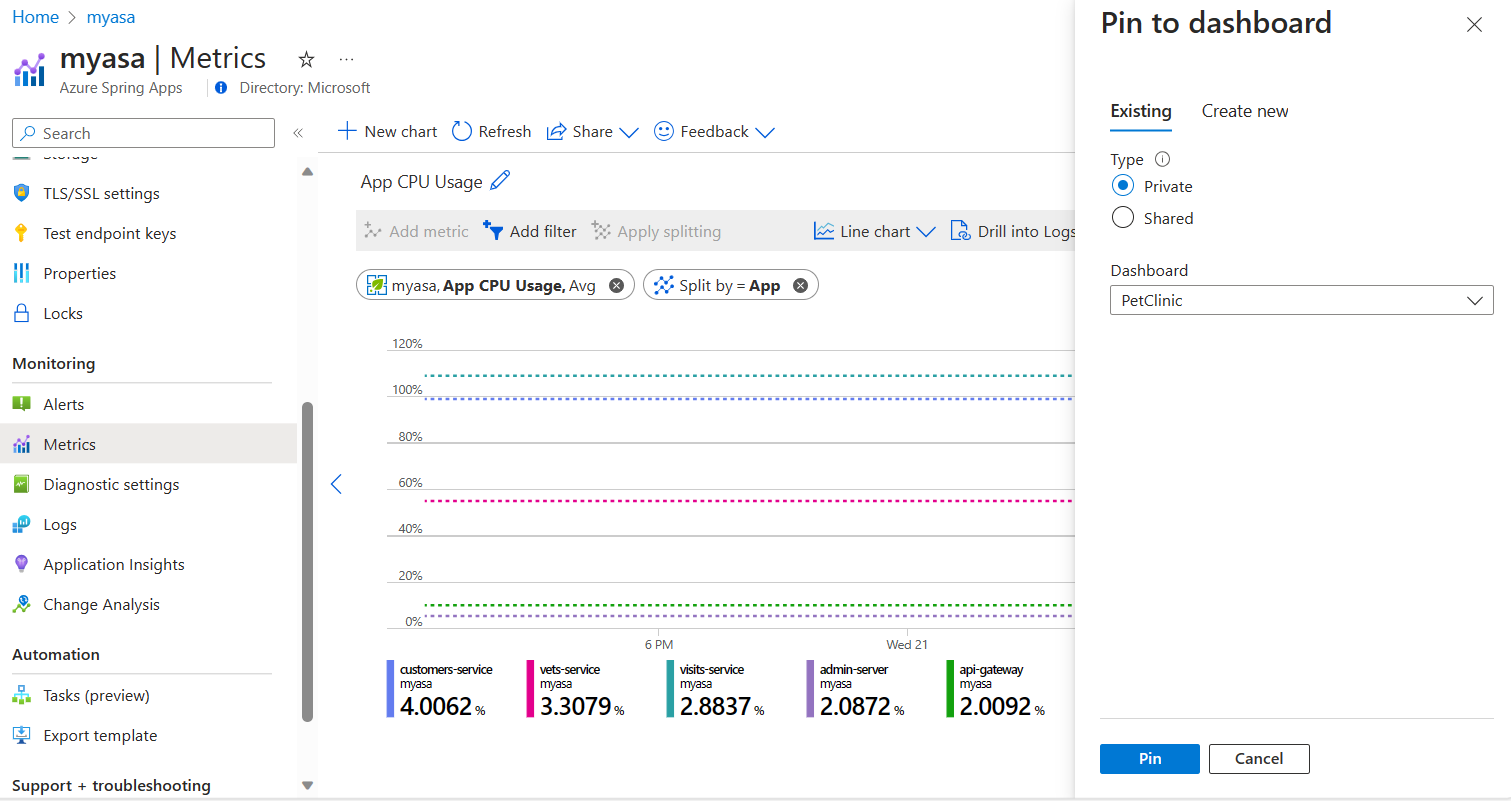 Home > myasa
myasa | Metrics ☆ ...
Azure Spring Apps Directory: Microsoft
Search
«
Storage
TLS/SSL settings
Test endpoint keys
Properties
Locks
Monitoring
Alerts
Metrics
Diagnostic settings
Logs
Application Insights
Change Analysis
Automation
Tasks (preview)
Export template
Support + troubleshooting
New chart Refresh Share Feedback
App CPU Usage
Add metric Add filter Apply splitting Line chart Drill into Logs
myasa, App CPU Usage, Avg Split by = App
120%
100%
80%
60%
40%
20%
0%
6 PM Wed 21
customers-service
myasa
4.0062 %
vets-service
myasa
3.3079 %
visits-service
myasa
2.8837 %
admin-server
myasa
2.0872 %
api-gateway
myasa
2.0092 %
Pin to dashboard
Existing Create new
Type
Private
Shared
Dashboard
PetClinic
Pin Cancel